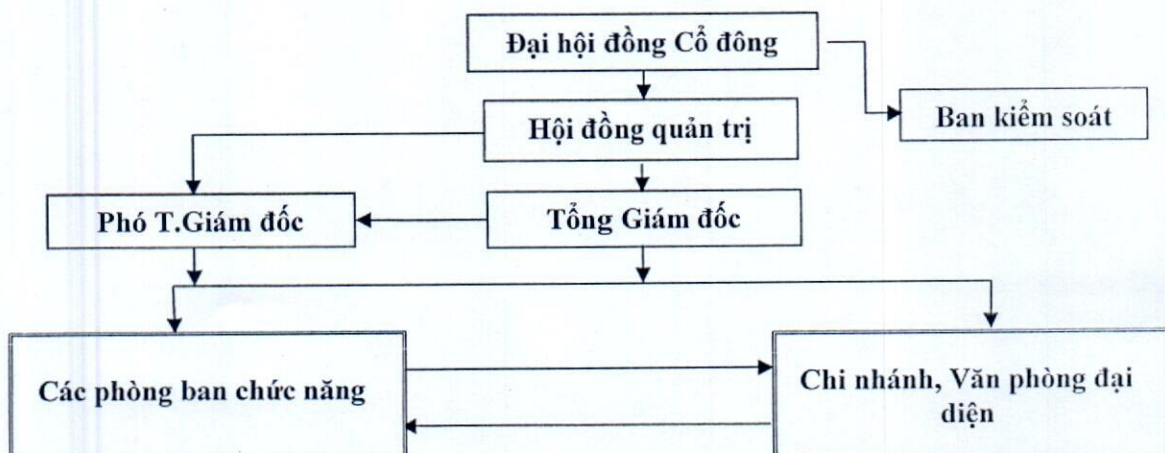 Đại hội đồng Cổ đông
Ban kiểm soát
Hội đồng quản trị
Phó T.Giám đốc
Tổng Giám đốc
Các phòng ban chức năng
Chi nhánh, Văn phòng đại
diện